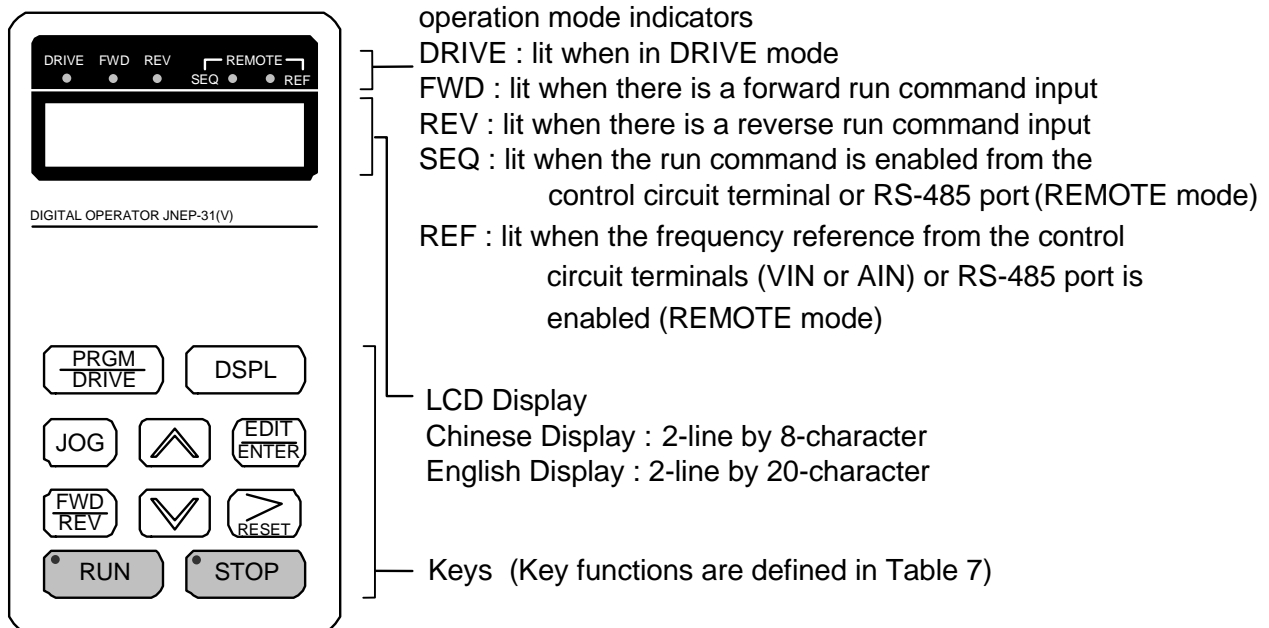 operation mode indicators
DRIVE : lit when in DRIVE mode
FWD : lit when there is a forward run command input
REV : lit when there is a reverse run command input
SEQ : lit when the run command is enabled from the
control circuit terminal or RS-485 port (REMOTE mode)
REF : lit when the frequency reference from the control
circuit terminals (VIN or AIN) or RS-485 port is
enabled (REMOTE mode)
DRIVE FWD REV REMOTE
SEQ REF
DIGITAL OPERATOR JNEP-31(V)
PRGM
DRIVE
DSPL
JOG
EDIT
ENTER
FWD
REV
RESET
RUN
STOP
LCD Display
Chinese Display : 2-line by 8-character
English Display : 2-line by 20-character
Keys (Key functions are defined in Table 7)